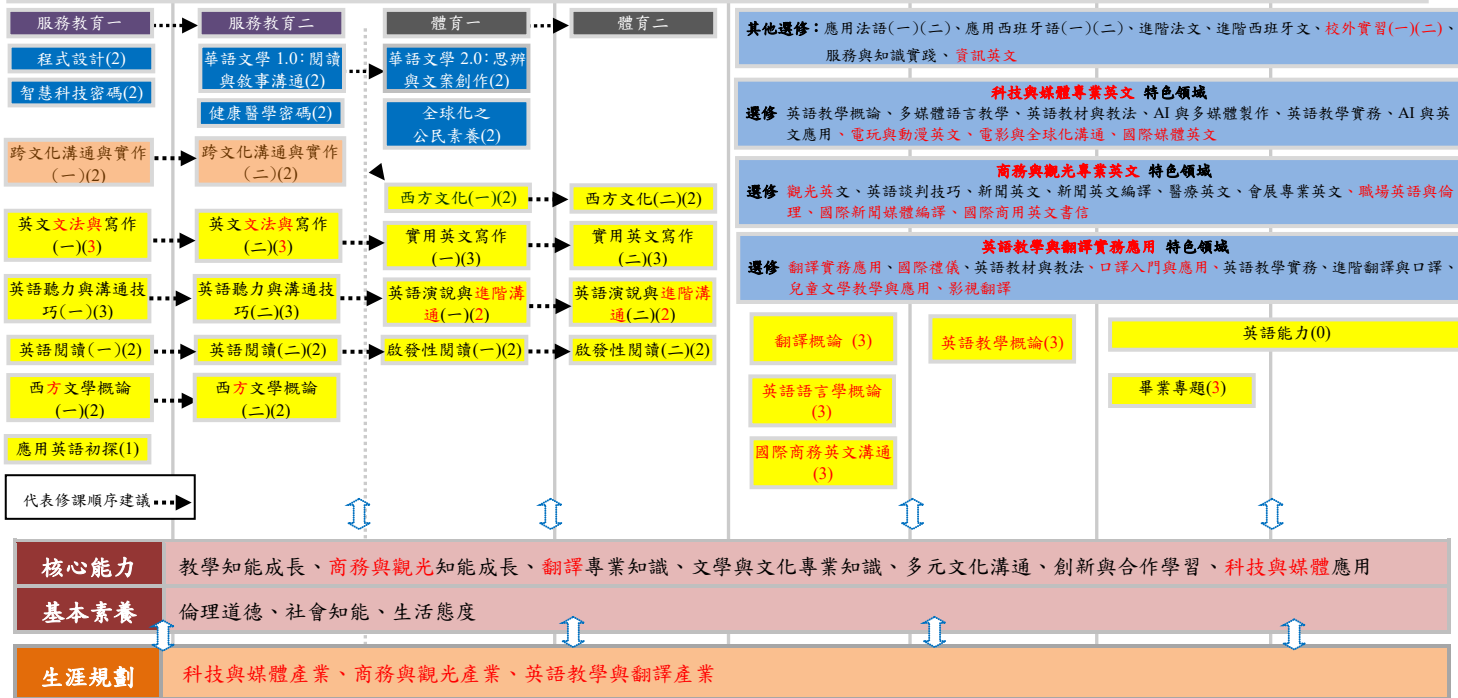 服務教育一
服務教育二
體育一
體育二
程式設計(2)
智慧科技密碼(2)
華語文學 1.0：閱讀
與敘事溝通(2)
健康醫學密碼(2)
華語文學 2.0：思辨
與文案創作(2)
全球化之
公民素養(2)
跨文化溝通與實作
(一)(2)
跨文化溝通與實作
(二)(2)
西方文化(一)(2)
西方文化(二)(2)
英文文法與寫作
(一)(3)
英文文法與寫作
(二)(3)
實用英文寫作
(一)(3)
實用英文寫作
(二)(3)
英語聽力與溝通技
巧(一)(3)
英語聽力與溝通技
巧(二)(3)
英語演說與進階溝
通(一)(2)
英語演說與進階溝
通(二)(2)
英語閱讀(一)(2)
英語閱讀(二)(2)
啟發性閱讀(一)(2)
啟發性閱讀(二)(2)
西方文學概論
(一)(2)
西方文學概論
(二)(2)
應用英語初探(1)
代表修課順序建議
其他選修：應用法語(一)(二)、應用西班牙語(一)(二)、進階法文、進階西班牙文、校外實習(一)(二)、
服務與知識實踐、資訊英文
科技與媒體專業英文 特色領域
選修 英語教學概論、多媒體語言教學、英語教材與教法、AI 與多媒體製作、英語教學實務、AI 與英
文應用、電玩與動漫英文、電影與全球化溝通、國際媒體英文
商務與觀光專業英文 特色領域
選修 觀光英文、英語談判技巧、新聞英文、新聞英文編譯、醫療英文、會展專業英文、職場英語與倫
理、國際新聞媒體編譯、國際商用英文書信
英語教學與翻譯實務應用 特色領域
選修 翻譯實務應用、國際禮儀、英語教材與教法、口譯入門與應用、英語教學實務、進階翻譯與口譯、
兒童文學教學與應用、影視翻譯
翻譯概論 (3)
英語教學概論(3)
英語能力(0)
英語語言學概論
(3)
畢業專題(3)
國際商務英文溝通
(3)
核心能力
教學知能成長、商務與觀光知能成長、翻譯專業知識、文學與文化專業知識、多元文化溝通、創新與合作學習、科技與媒體應用
基本素養
倫理道德、社會知能、生活態度
生涯規劃
科技與媒體產業、商務與觀光產業、英語教學與翻譯產業